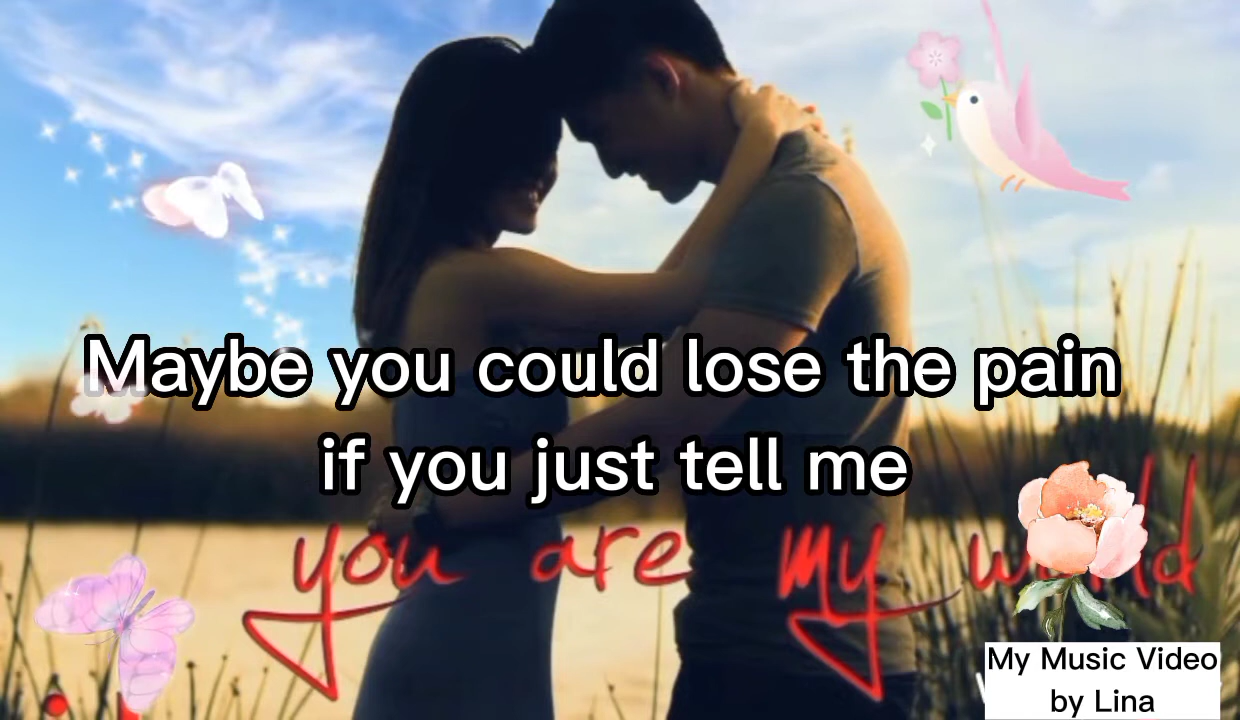 Maybe you could lose the pain
if you just tell me
you are my world
My Music Video
by Lina